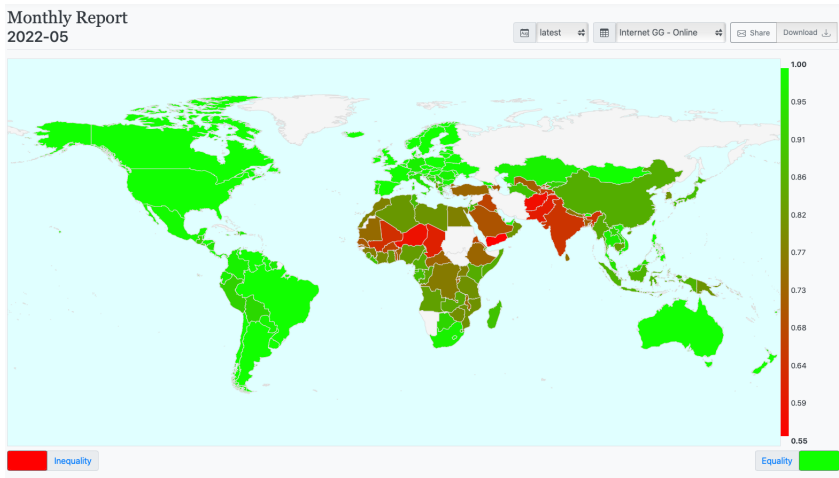 Monthly Report
2022-05
latest
Internet GG - Online
Share
Download
1.00
0.95
0.91
0.86
0.82
0.77
0.73
0.68
0.64
0.59
0.55
Inequality
Equality